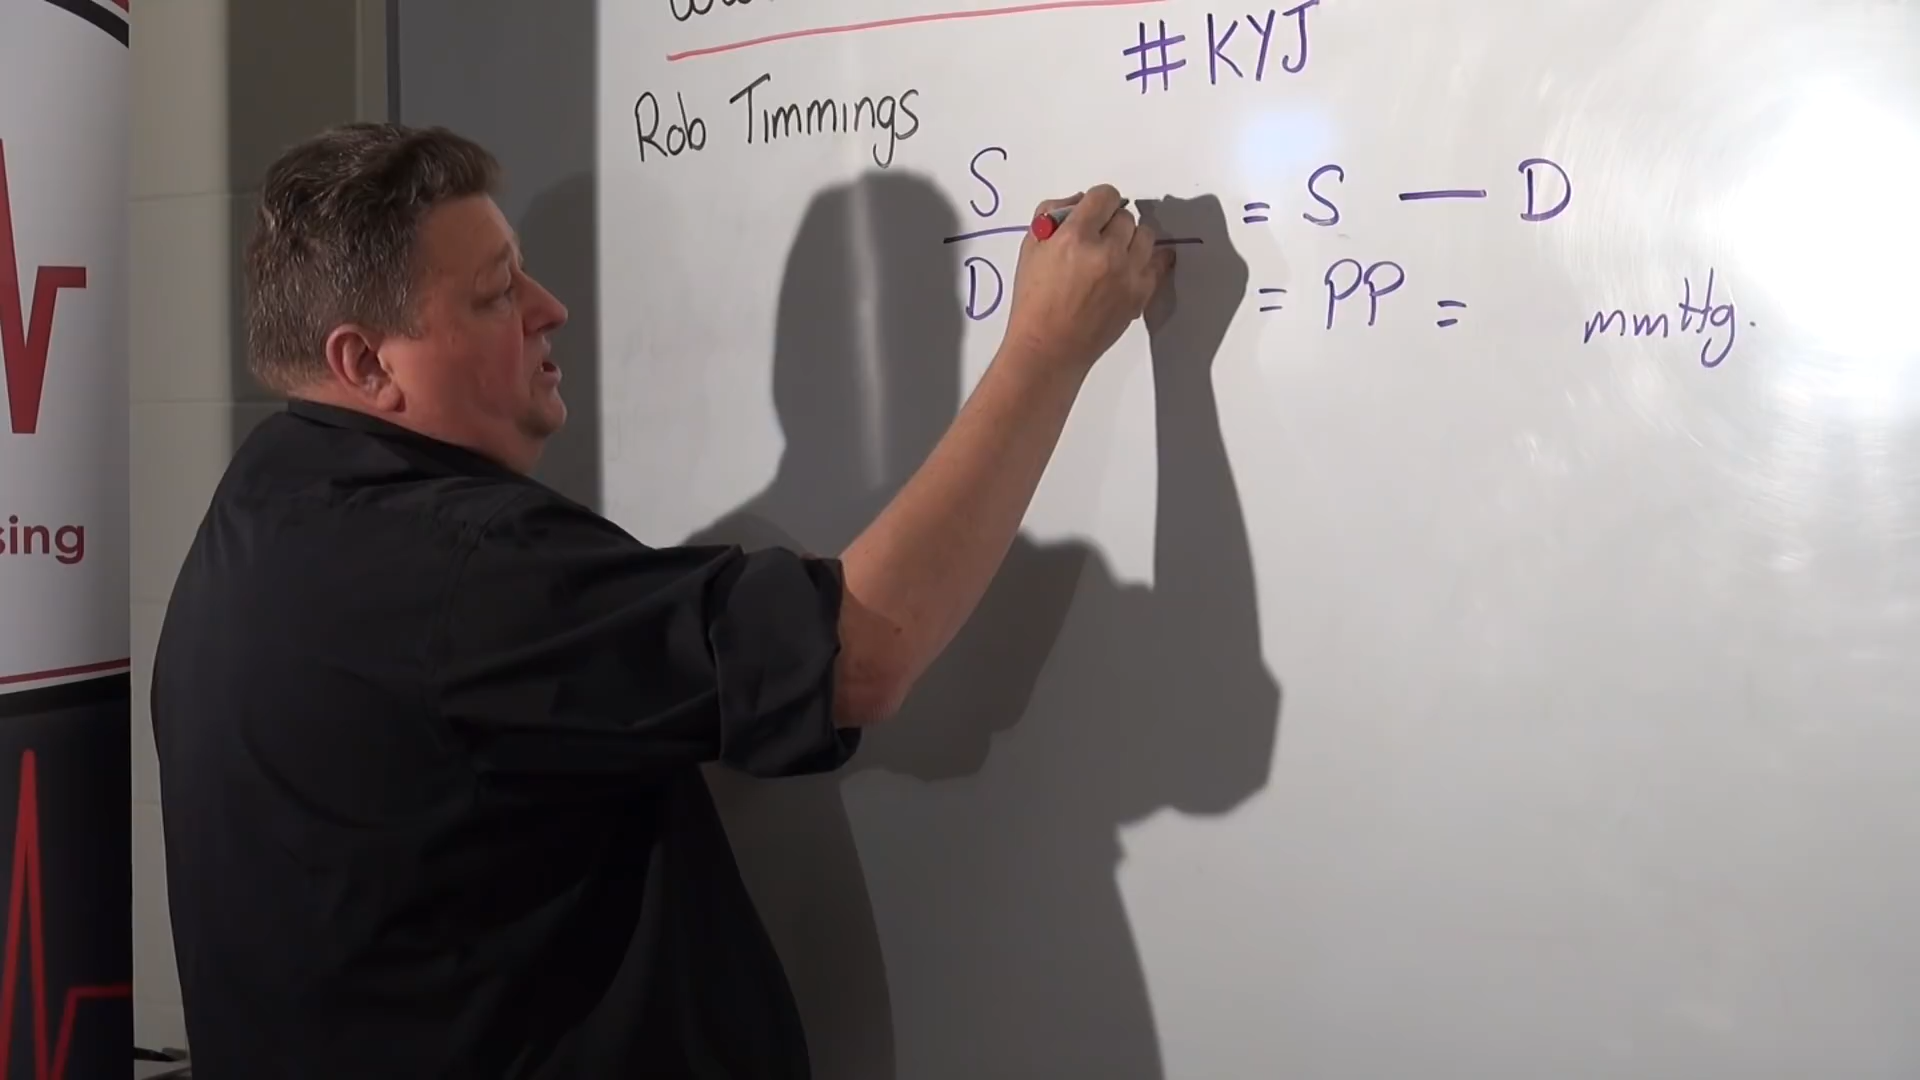 #KYJ
Rob Timmings
S = S — D
D = PP = mmHg.
sing